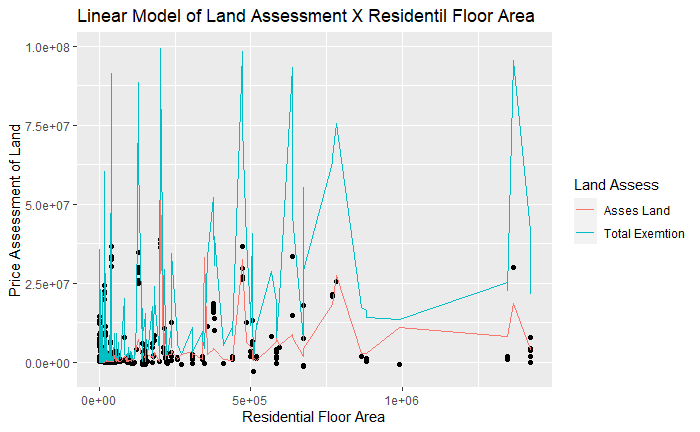 Linear Model of Land Assessment X Residentil Floor Area
Price Assessment of Land
1.0e+08
7.5e+07
5.0e+07
2.5e+07
0.0e+00
0e+00
5e+05
1e+06
Residential Floor Area
Land Assess
Asses Land
Total Exemtion